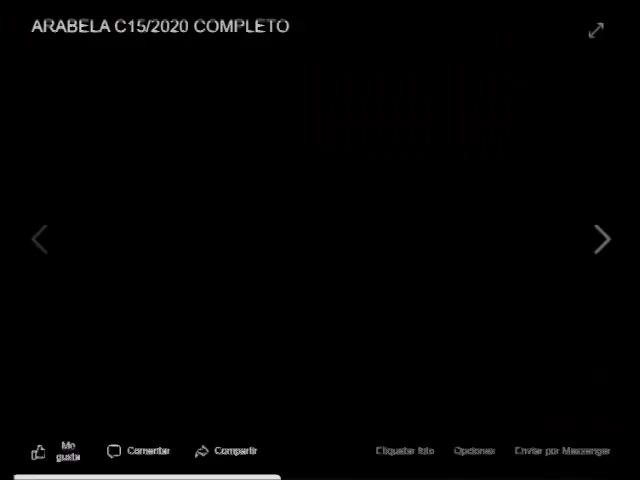 ARABELA C15/2020 COMPLETO
Me
gusta
Comentar
Compartir
Etiquetar foto
Opciones
Enviar por Messenger